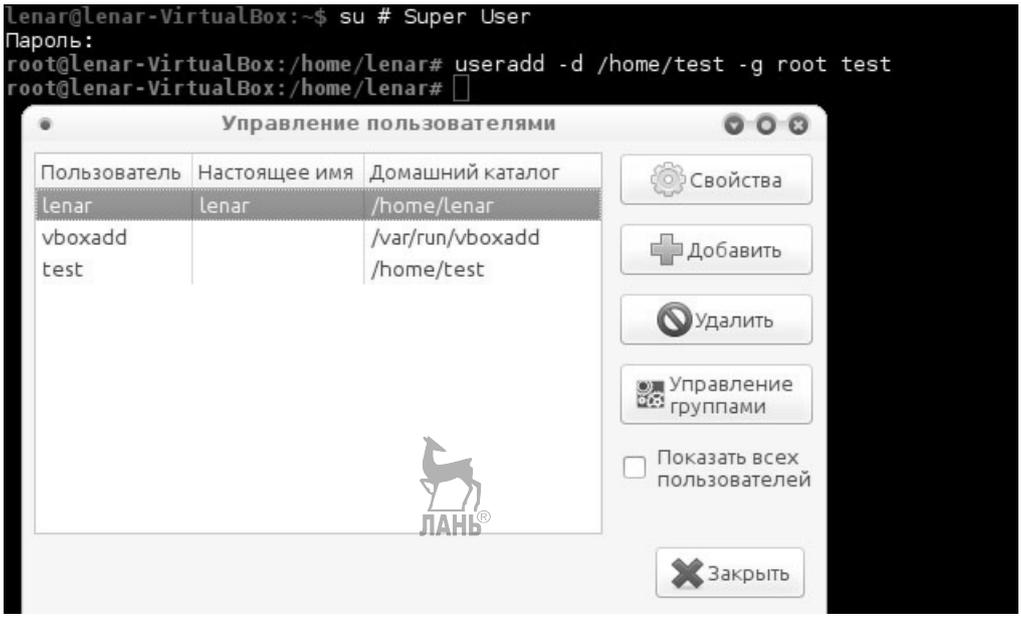 lenar@lenar-VirtualBox:~$ su # Super User
Пароль:
root@lenar-VirtualBox:/home/lenar# useradd -d /home/test -g root test
root@lenar-VirtualBox:/home/lenar#
Управление пользователями
Пользователь Настоящее имя Домашний каталог
lenar lenar /home/lenar
vboxadd /var/run/vboxadd
test /home/test
Свойства
Добавить
Удалить
Управление
группами
Показать всех
пользователей
ЛАНЬ®
Закрыть